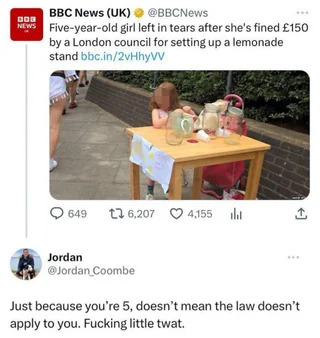 BBC
NEWS
BBC News (UK) @BBCNews
Five-year-old girl left in tears after she's fined £150
by a London council for setting up a lemonade
stand bbc.in/2vHhyVV
649 6,207 4,155
Jordan
@Jordan_Coombe
Just because you’re 5, doesn’t mean the law doesn’t
apply to you. Fucking little twat.